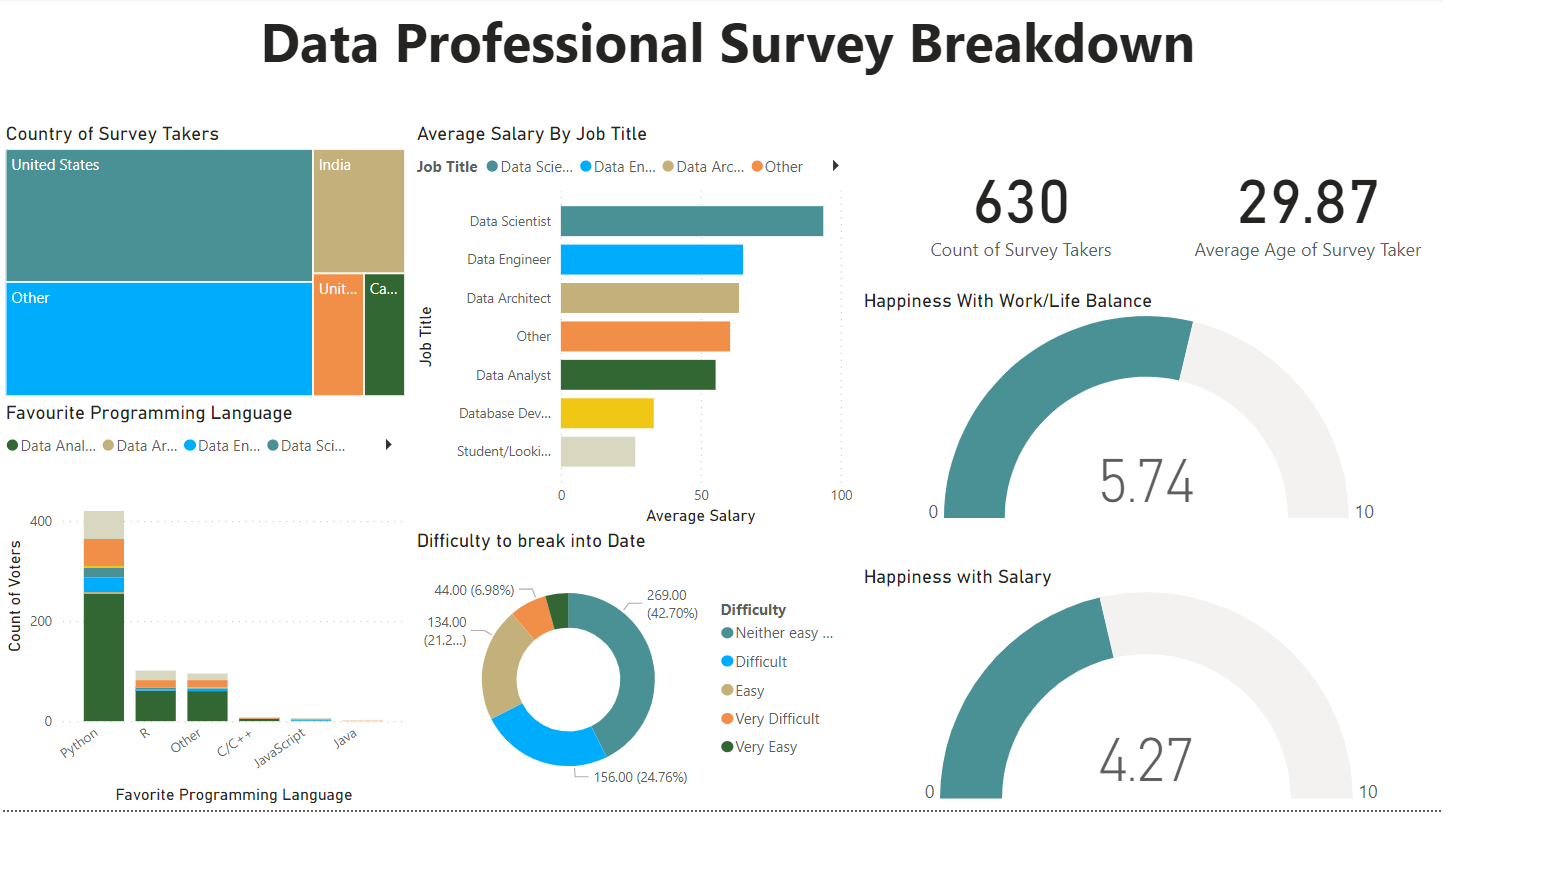 Data Professional Survey Breakdown
Country of Survey Takers
United States
India
Other
Unit...
Ca...
Favourite Programming Language
Data Anal... Data Ar... Data En... Data Sci...
Count of Voters
400
200
0
Python
R
Other
C/C++
JavaScript
Java
Favorite Programming Language
Average Salary By Job Title
Job Title Data Scie... Data En... Data Arc... Other
Job Title
Data Scientist
Data Engineer
Data Architect
Other
Data Analyst
Database Dev...
Student/Looki...
0 50 100
Average Salary
Difficulty to break into Date
44.00 (6.98%)
134.00
(21.2...)
269.00
(42.70%)
156.00 (24.76%)
Difficulty
Neither easy ...
Difficult
Easy
Very Difficult
Very Easy
630
Count of Survey Takers
29.87
Average Age of Survey Taker
Happiness With Work/Life Balance
5.74
0
10
Happiness with Salary
4.27
0
10